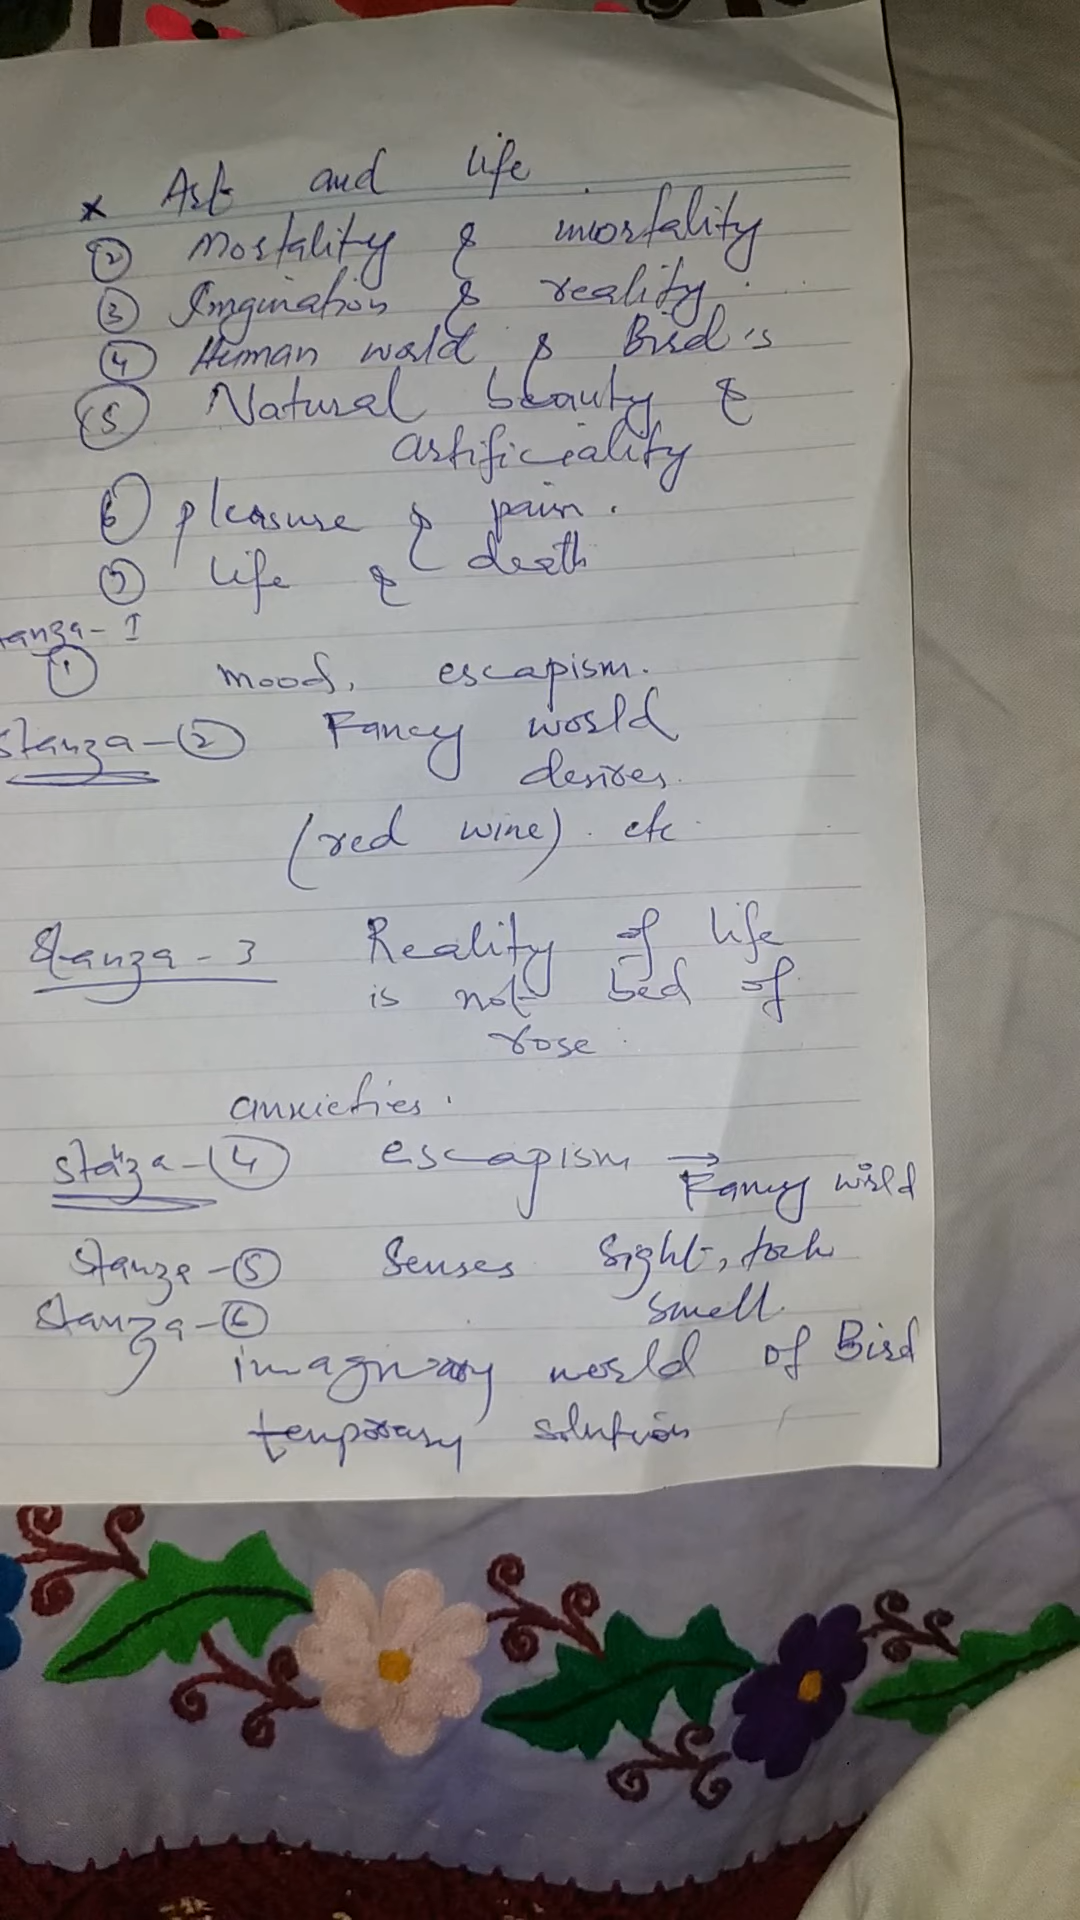 * Art and life
② Mortality & imortality
③ Imgination & reality.
④ Human world & Bird's
⑤ Natural beauty &
artificiality
⑥ pleasure & pain.
⑦ life & death
tanza - I
① mood, escapism.
Stanza - ② Fancy world
desires.
(red wine). etc.
Stanza - 3 Reality of life
is not bed of
rose.
anxieties.
Stanza - ④ escapism → Fancy world
Stanza - ⑤ Senses Sight,
smell.
Stanza - ⑥
imaginary world of Bird
temporary solution